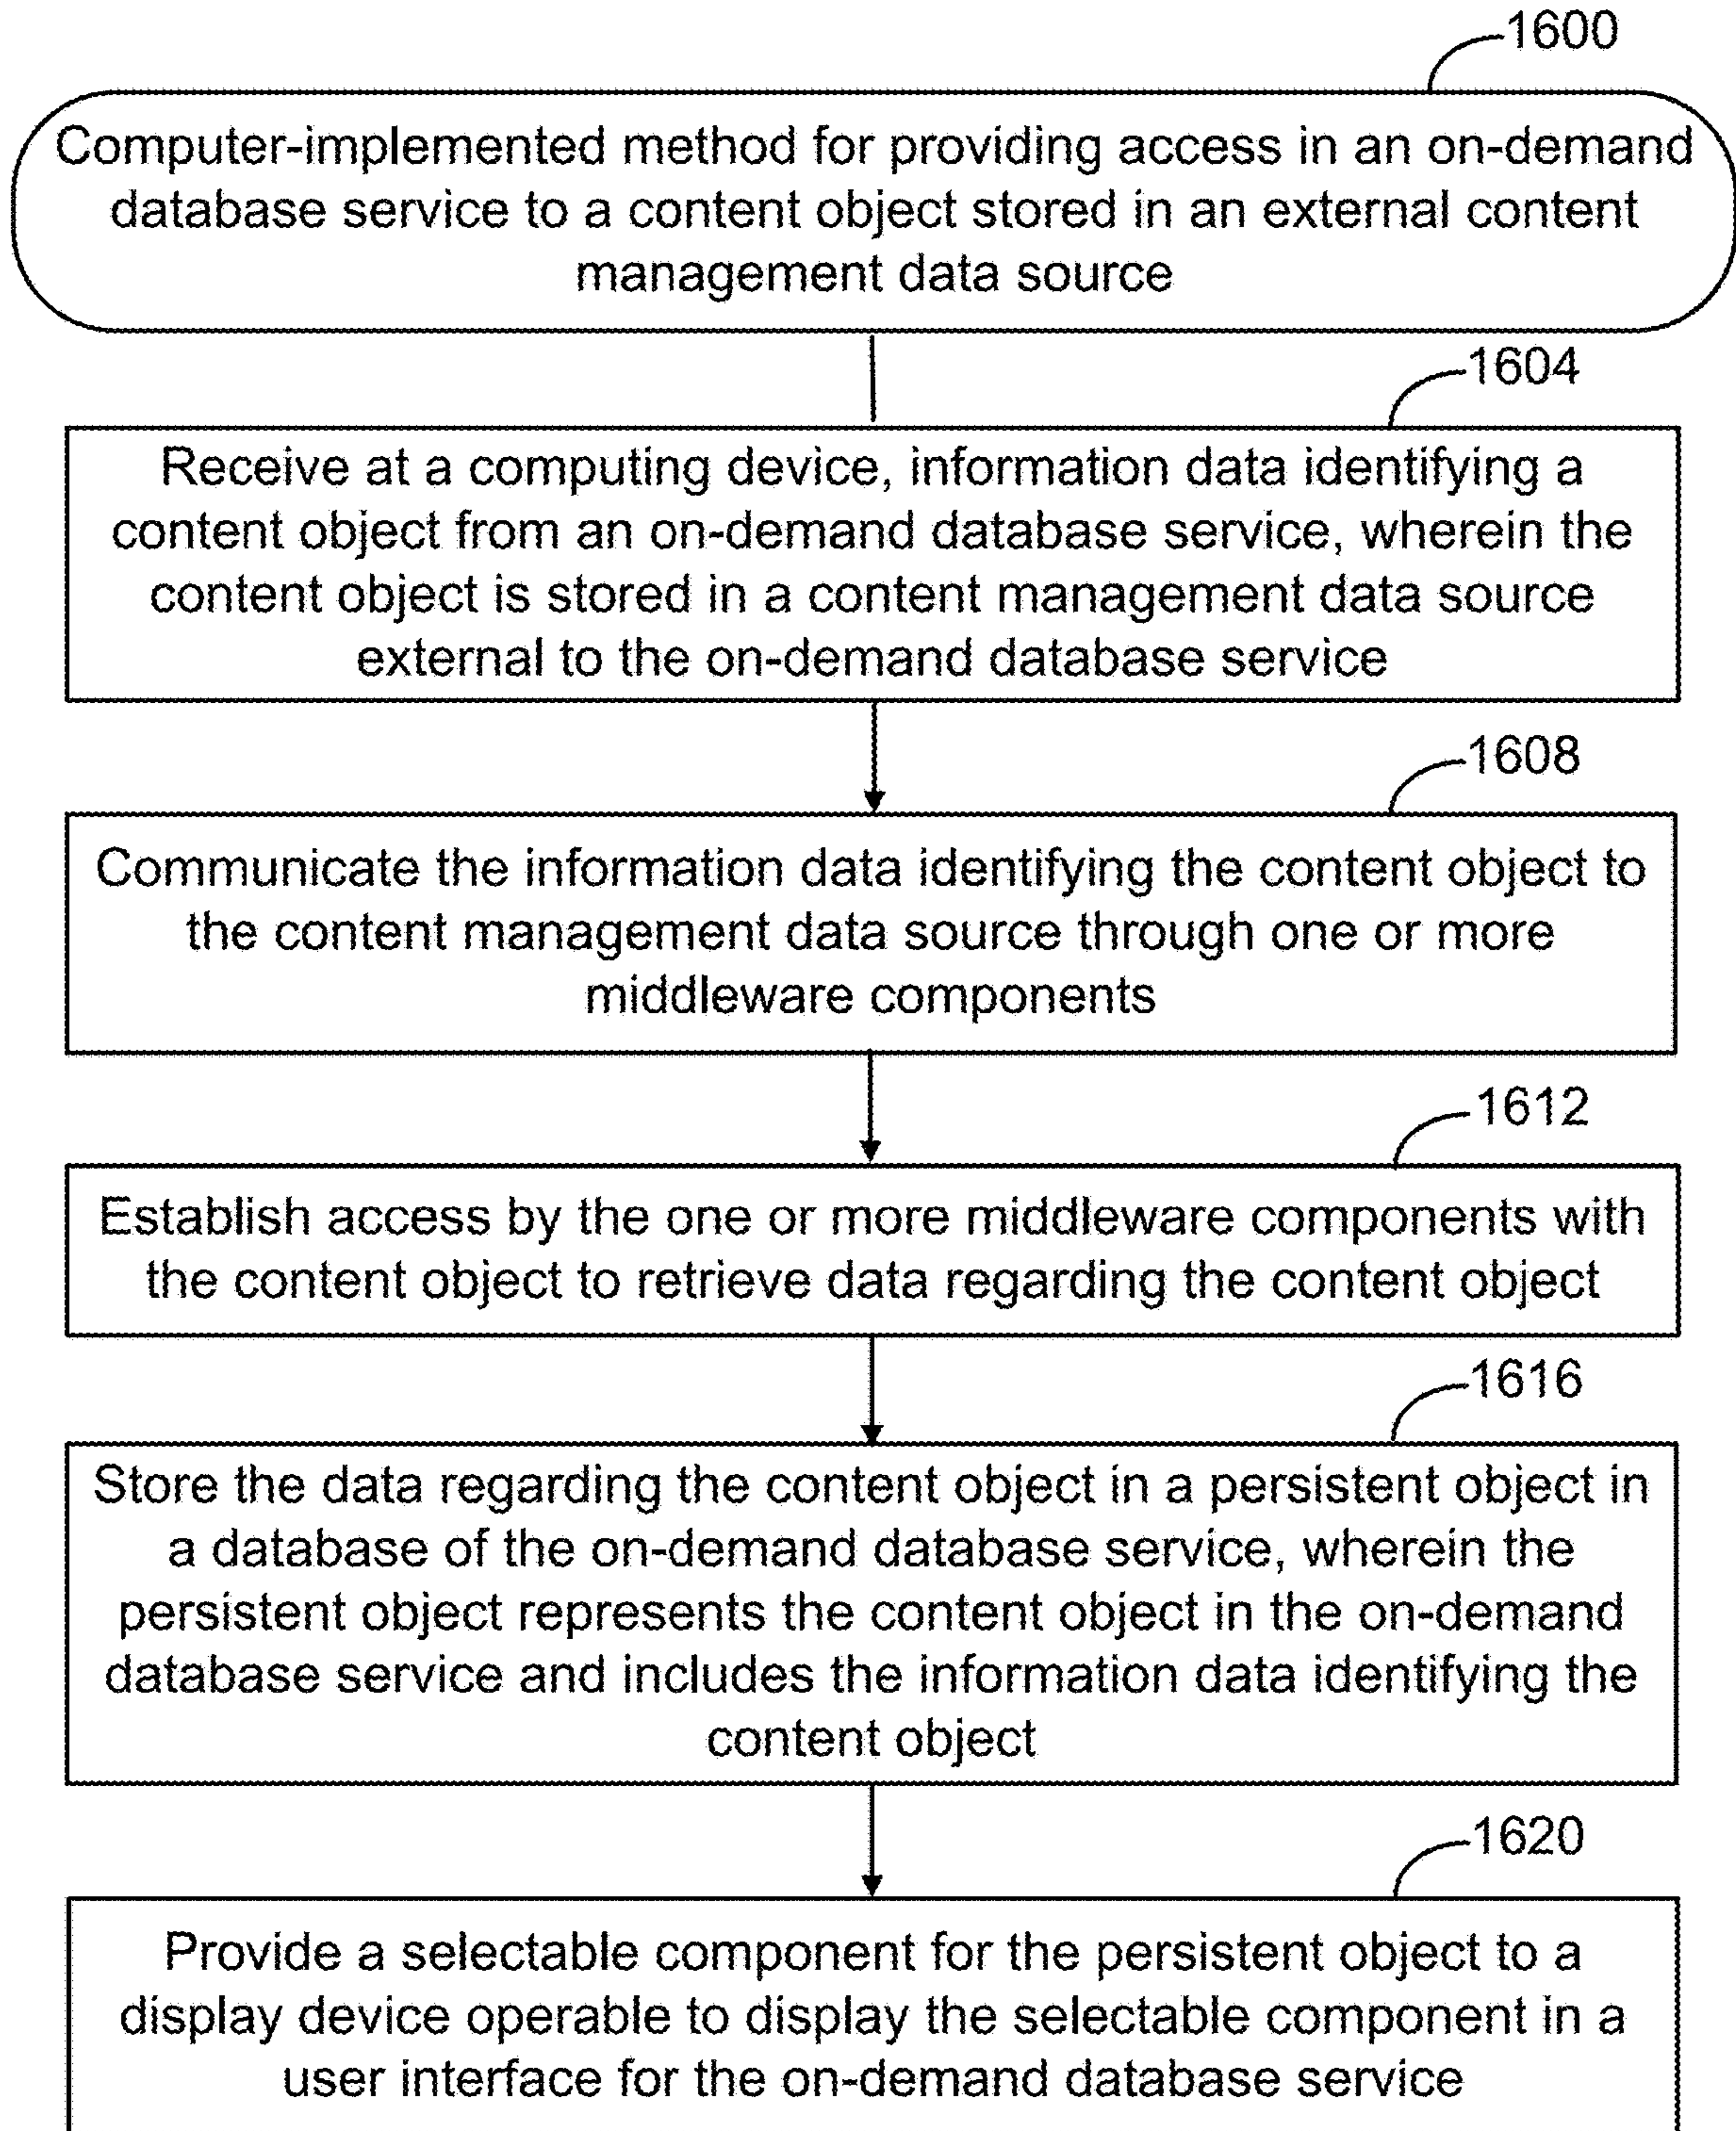 1600
Computer-implemented method for providing access in an on-demand
database service to a content object stored in an external content
management data source
1604
Receive at a computing device, information data identifying a
content object from an on-demand database service, wherein the
content object is stored in a content management data source
external to the on-demand database service
1608
Communicate the information data identifying the content object to
the content management data source through one or more
middleware components
1612
Establish access by the one or more middleware components with
the content object to retrieve data regarding the content object
1616
Store the data regarding the content object in a persistent object in
a database of the on-demand database service, wherein the
persistent object represents the content object in the on-demand
database service and includes the information data identifying the
content object
1620
Provide a selectable component for the persistent object to a
display device operable to display the selectable component in a
user interface for the on-demand database service